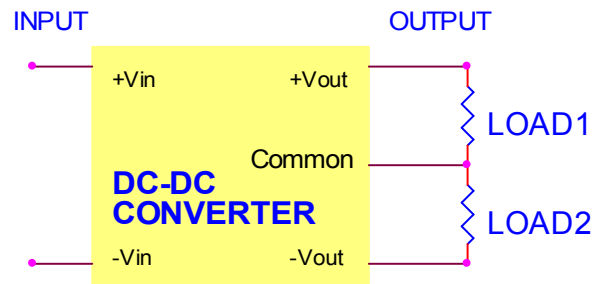 INPUT
OUTPUT
+Vin
+Vout
LOAD1
Common
DC-DC
CONVERTER
LOAD2
-Vin
-Vout